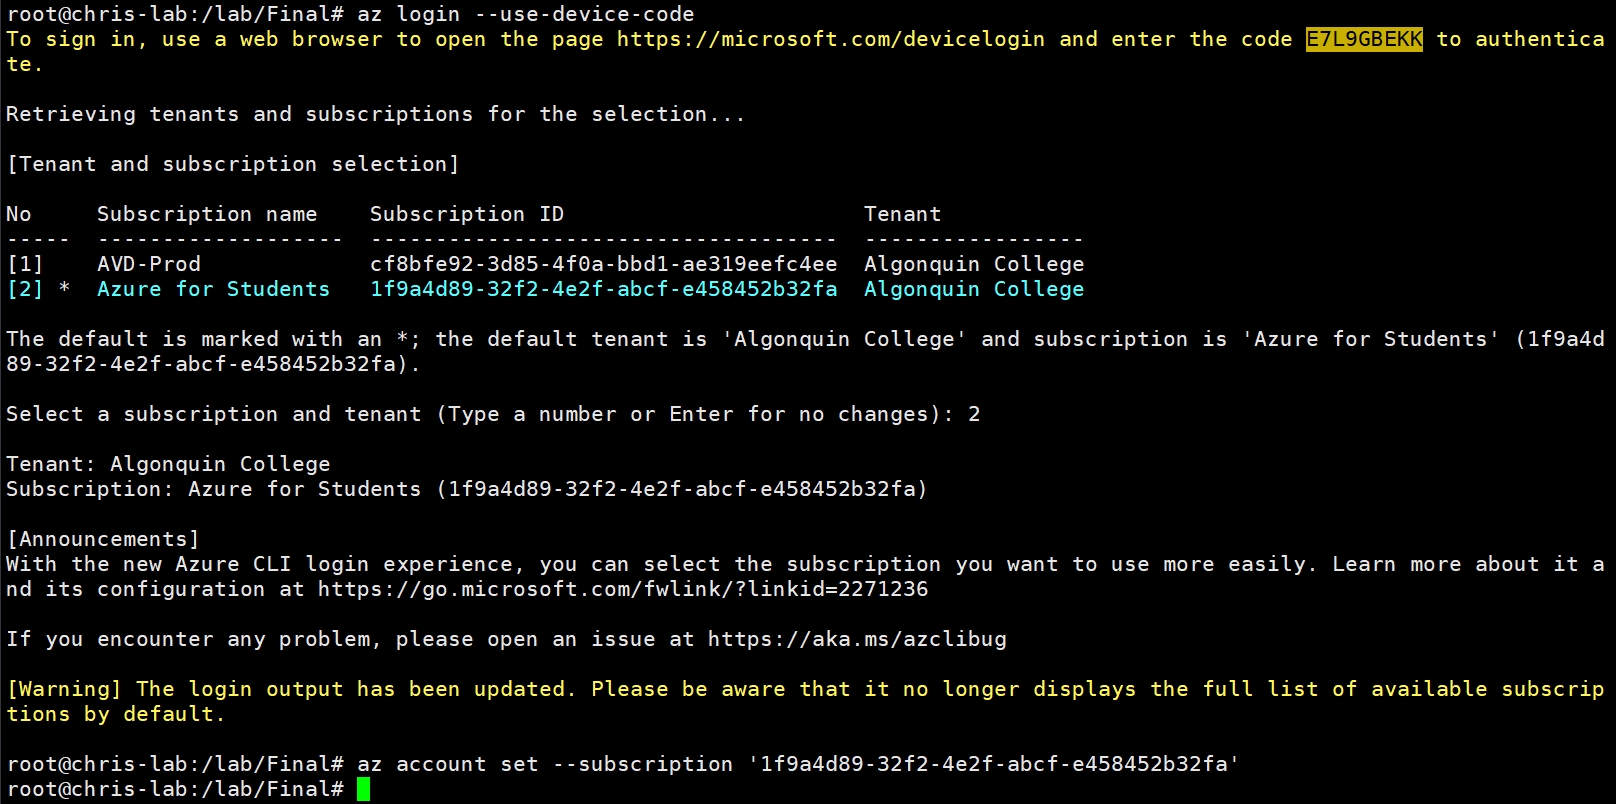 root@chris-lab:/lab/Final# az login --use-device-code
To sign in, use a web browser to open the page https://microsoft.com/devicelogin and enter the code E7L9GBEKK to authentica
te.
Retrieving tenants and subscriptions for the selection...
[Tenant and subscription selection]
No     Subscription name    Subscription ID                       Tenant
-----  -------------------  ------------------------------------  -----------------
[1]    AVD-Prod             cf8bfe92-3d85-4f0a-bbd1-ae319eefc4ee  Algonquin College
[2] *  Azure for Students   1f9a4d89-32f2-4e2f-abcf-e458452b32fa  Algonquin College
The default is marked with an *; the default tenant is 'Algonquin College' and subscription is 'Azure for Students' (1f9a4d
89-32f2-4e2f-abcf-e458452b32fa).
Select a subscription and tenant (Type a number or Enter for no changes): 2
Tenant: Algonquin College
Subscription: Azure for Students (1f9a4d89-32f2-4e2f-abcf-e458452b32fa)
[Announcements]
With the new Azure CLI login experience, you can select the subscription you want to use more easily. Learn more about it a
nd its configuration at https://go.microsoft.com/fwlink/?linkid=2271236
If you encounter any problem, please open an issue at https://aka.ms/azclibug
[Warning] The login output has been updated. Please be aware that it no longer displays the full list of available subscrip
tions by default.
root@chris-lab:/lab/Final# az account set --subscription '1f9a4d89-32f2-4e2f-abcf-e458452b32fa'
root@chris-lab:/lab/Final#